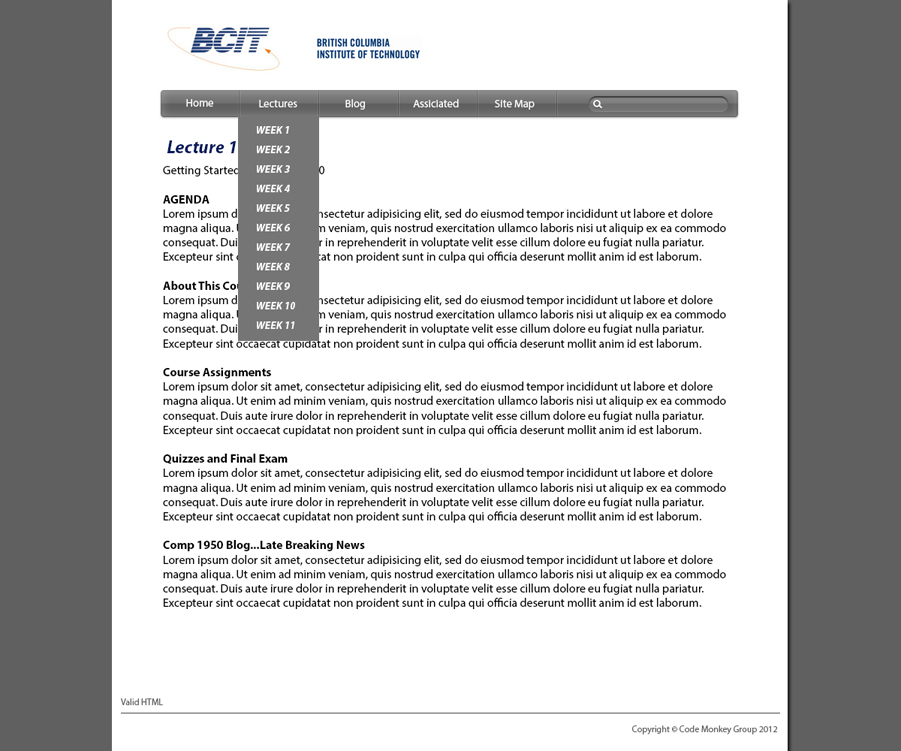 BCIT
BRITISH COLUMBIA
INSTITUTE OF TECHNOLOGY
Home Lectures Blog Assiciated Site Map
WEEK 1
WEEK 2
WEEK 3
WEEK 4
WEEK 5
WEEK 6
WEEK 7
WEEK 8
WEEK 9
WEEK 10
WEEK 11
Lecture 1
Getting Started 0
AGENDA
Lorem ipsum d nsectetur adipisicing elit, sed do eiusmod tempor incididunt ut labore et dolore
magna aliqua. U m veniam, quis nostrud exercitation ullamco laboris nisi ut aliquip ex ea commodo
consequat. Dui r in reprehenderit in voluptate velit esse cillum dolore eu fugiat nulla pariatur.
Excepteur sint o at non proident sunt in culpa qui officia deserunt mollit anim id est laborum.
About This Cou
Lorem ipsum d nsectetur adipisicing elit, sed do eiusmod tempor incididunt ut labore et dolore
magna aliqua. U m veniam, quis nostrud exercitation ullamco laboris nisi ut aliquip ex ea commodo
consequat. Dui r in reprehenderit in voluptate velit esse cillum dolore eu fugiat nulla pariatur.
Excepteur sint occaecat cupidatat non proident sunt in culpa qui officia deserunt mollit anim id est laborum.
Course Assignments
Lorem ipsum dolor sit amet, consectetur adipisicing elit, sed do eiusmod tempor incididunt ut labore et dolore
magna aliqua. Ut enim ad minim veniam, quis nostrud exercitation ullamco laboris nisi ut aliquip ex ea commodo
consequat. Duis aute irure dolor in reprehenderit in voluptate velit esse cillum dolore eu fugiat nulla pariatur.
Excepteur sint occaecat cupidatat non proident sunt in culpa qui officia deserunt mollit anim id est laborum.
Quizzes and Final Exam
Lorem ipsum dolor sit amet, consectetur adipisicing elit, sed do eiusmod tempor incididunt ut labore et dolore
magna aliqua. Ut enim ad minim veniam, quis nostrud exercitation ullamco laboris nisi ut aliquip ex ea commodo
consequat. Duis aute irure dolor in reprehenderit in voluptate velit esse cillum dolore eu fugiat nulla pariatur.
Excepteur sint occaecat cupidatat non proident sunt in culpa qui officia deserunt mollit anim id est laborum.
Comp 1950 Blog...Late Breaking News
Lorem ipsum dolor sit amet, consectetur adipisicing elit, sed do eiusmod tempor incididunt ut labore et dolore
magna aliqua. Ut enim ad minim veniam, quis nostrud exercitation ullamco laboris nisi ut aliquip ex ea commodo
consequat. Duis aute irure dolor in reprehenderit in voluptate velit esse cillum dolore eu fugiat nulla pariatur.
Excepteur sint occaecat cupidatat non proident sunt in culpa qui officia deserunt mollit anim id est laborum.
Valid HTML
Copyright © Code Monkey Group 2012